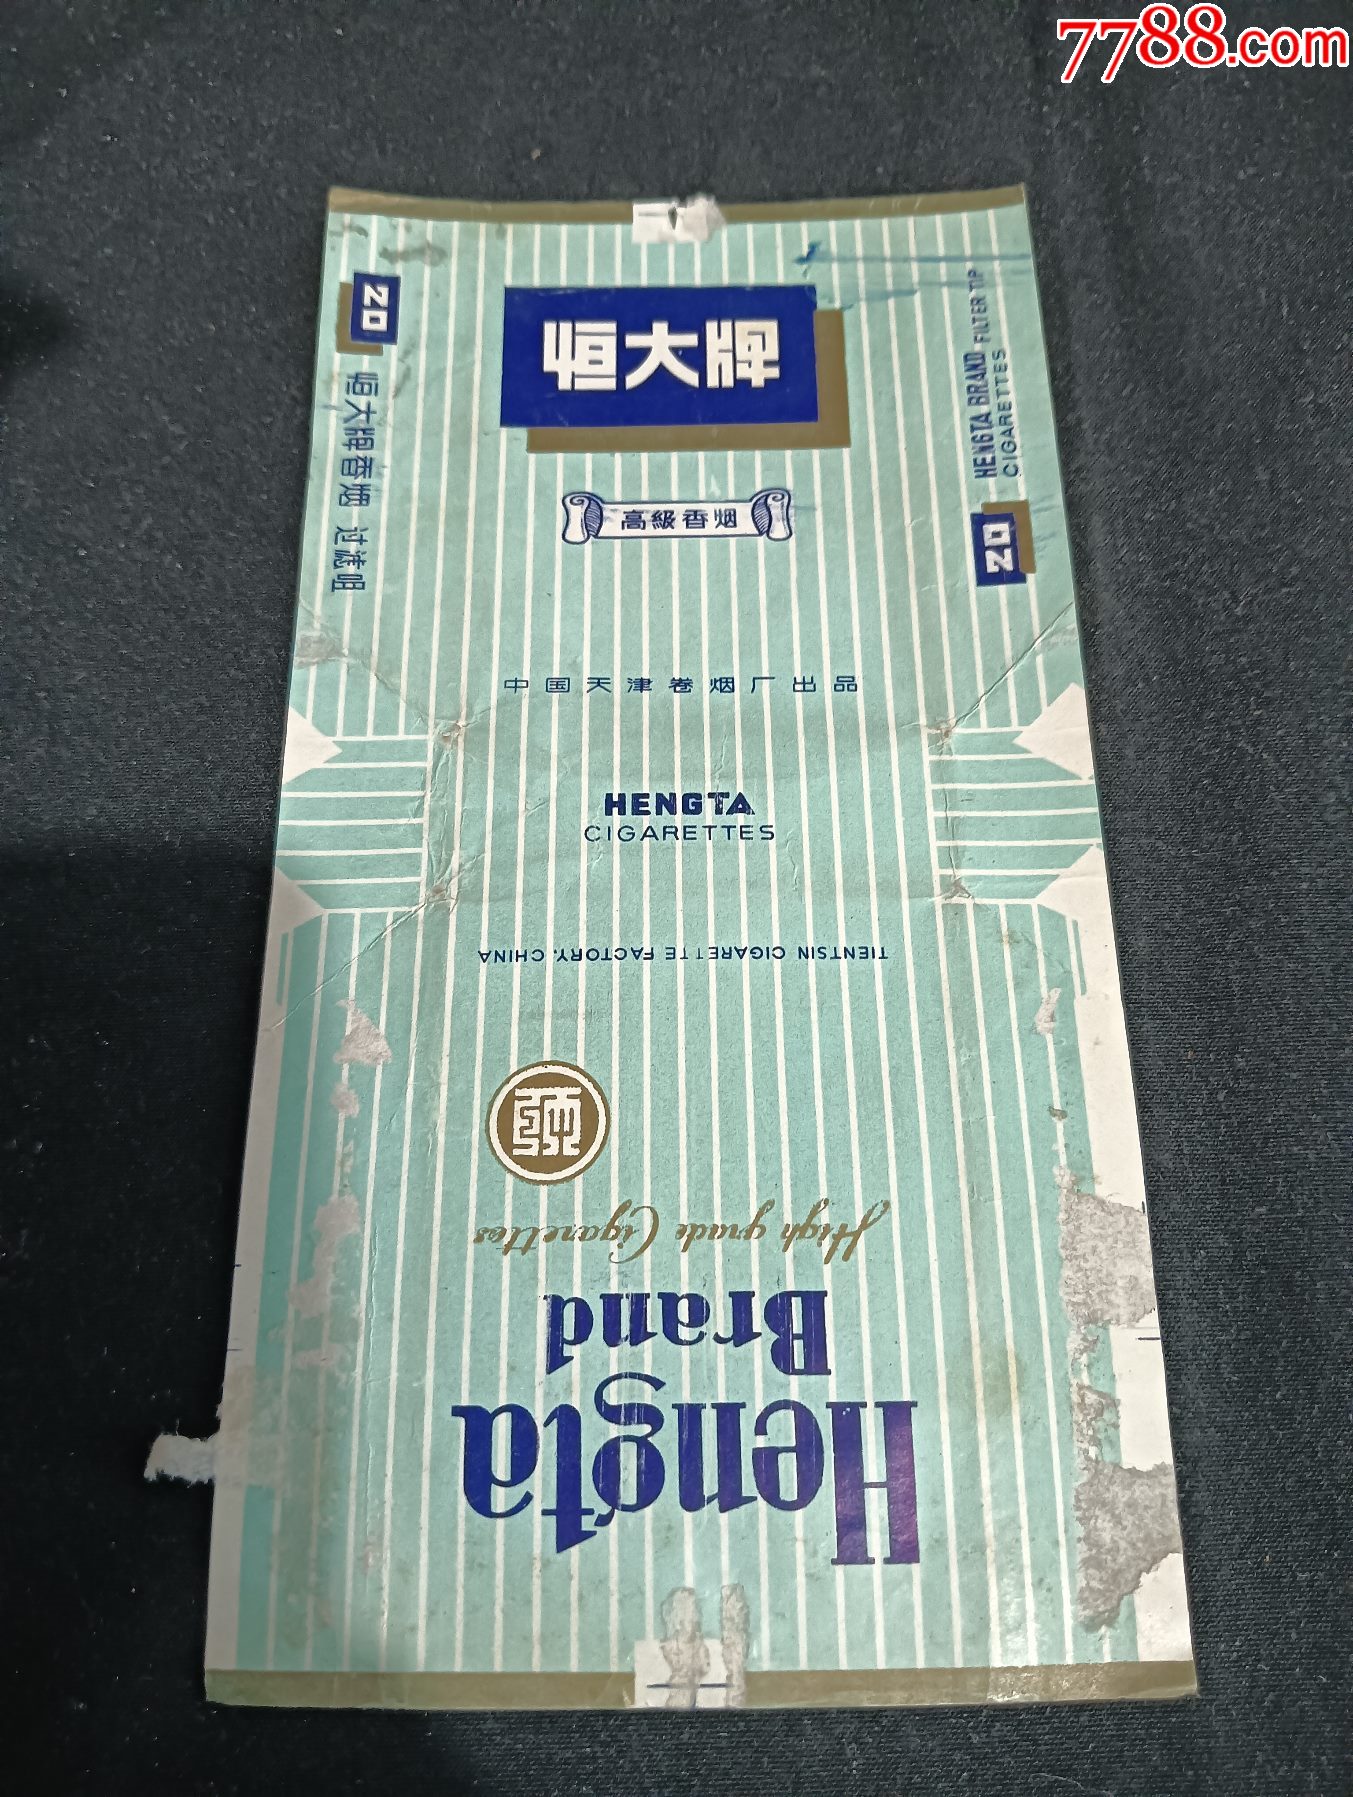 7788.com
恒大牌
高級香烟
20
恒大牌香烟 过滤咀
HENGTA BRAND FILTER TIP
CIGARETTES
20
中国天津卷烟厂出品
HENGTA
CIGARETTES
TIENTSIN CIGARETTE FACTORY, CHINA
High grade Cigarettes
Hengta
Brand